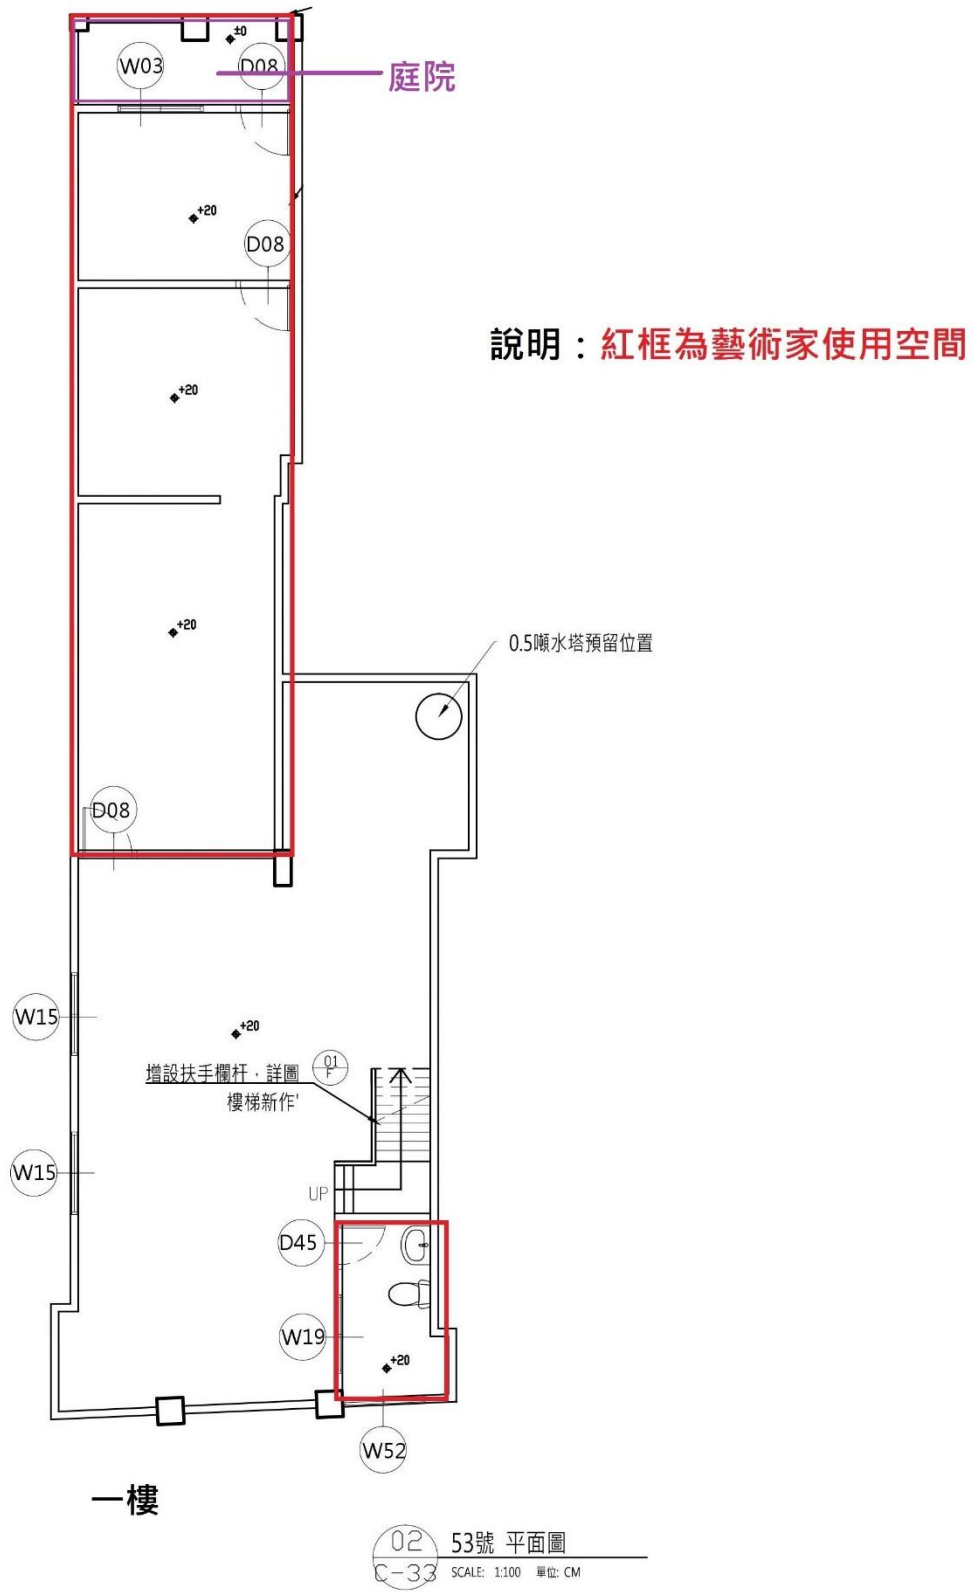 ±0
W03
D08
庭院
+20
D08
說明：紅框為藝術家使用空間
+20
+20
0.5噸水塔預留位置
D08
W15
+20
增設扶手欄杆，詳圖
01
F
樓梯新作'
W15
UP
D45
W19
+20
W52
一樓
02
C-33
53號 平面圖
SCALE: 1:100 單位: CM